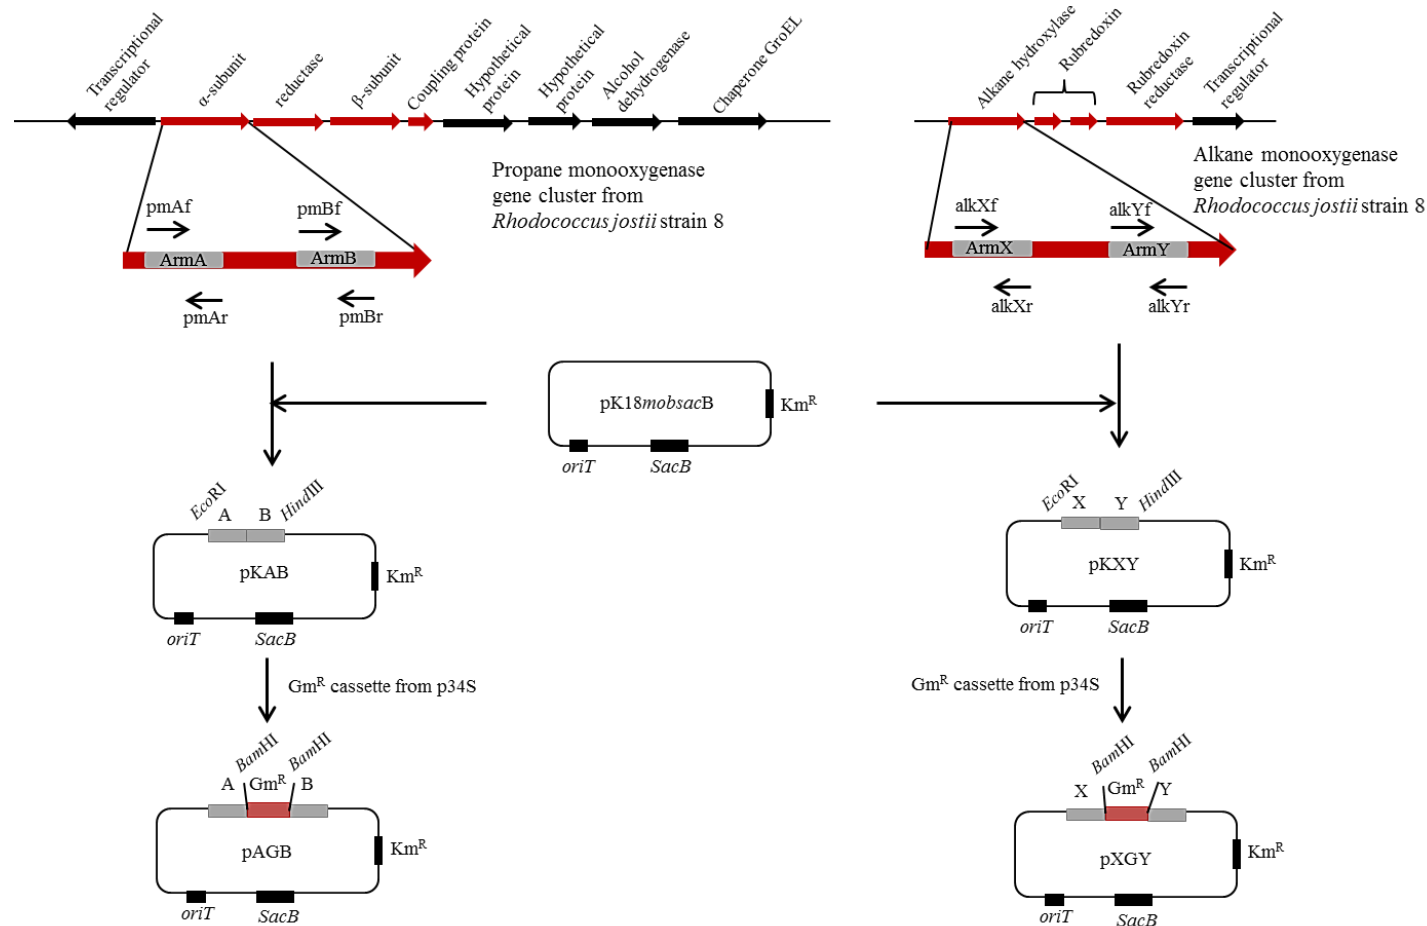 Transcriptional
regulator
α-subunit
reductase
β-subunit
Coupling protein
Hypothetical
protein
Hypothetical
protein
Alcohol
dehydrogenase
Chaperone GroEL
Alkane hydroxylase
Rubredoxin
Rubredoxin
reductase
Transcriptional
regulator
Propane monooxygenase
gene cluster from
Rhodococcus jostii strain 8
Alkane monooxygenase
gene cluster from
Rhodococcus jostii strain 8
pmAf
pmBf
ArmA
ArmB
pmAr
pmBr
alkXf
alkYf
ArmX
ArmY
alkXr
alkYr
pK18mobsacB
KmR
oriT
SacB
EcoRI
A
B
HindIII
pKAB
KmR
oriT
SacB
EcoRI
X
Y
HindIII
pKXY
KmR
oriT
SacB
GmR cassette from p34S
GmR cassette from p34S
BamHI
BamHI
A
GmR
B
pAGB
KmR
oriT
SacB
BamHI
BamHI
X
GmR
Y
pXGY
KmR
oriT
SacB